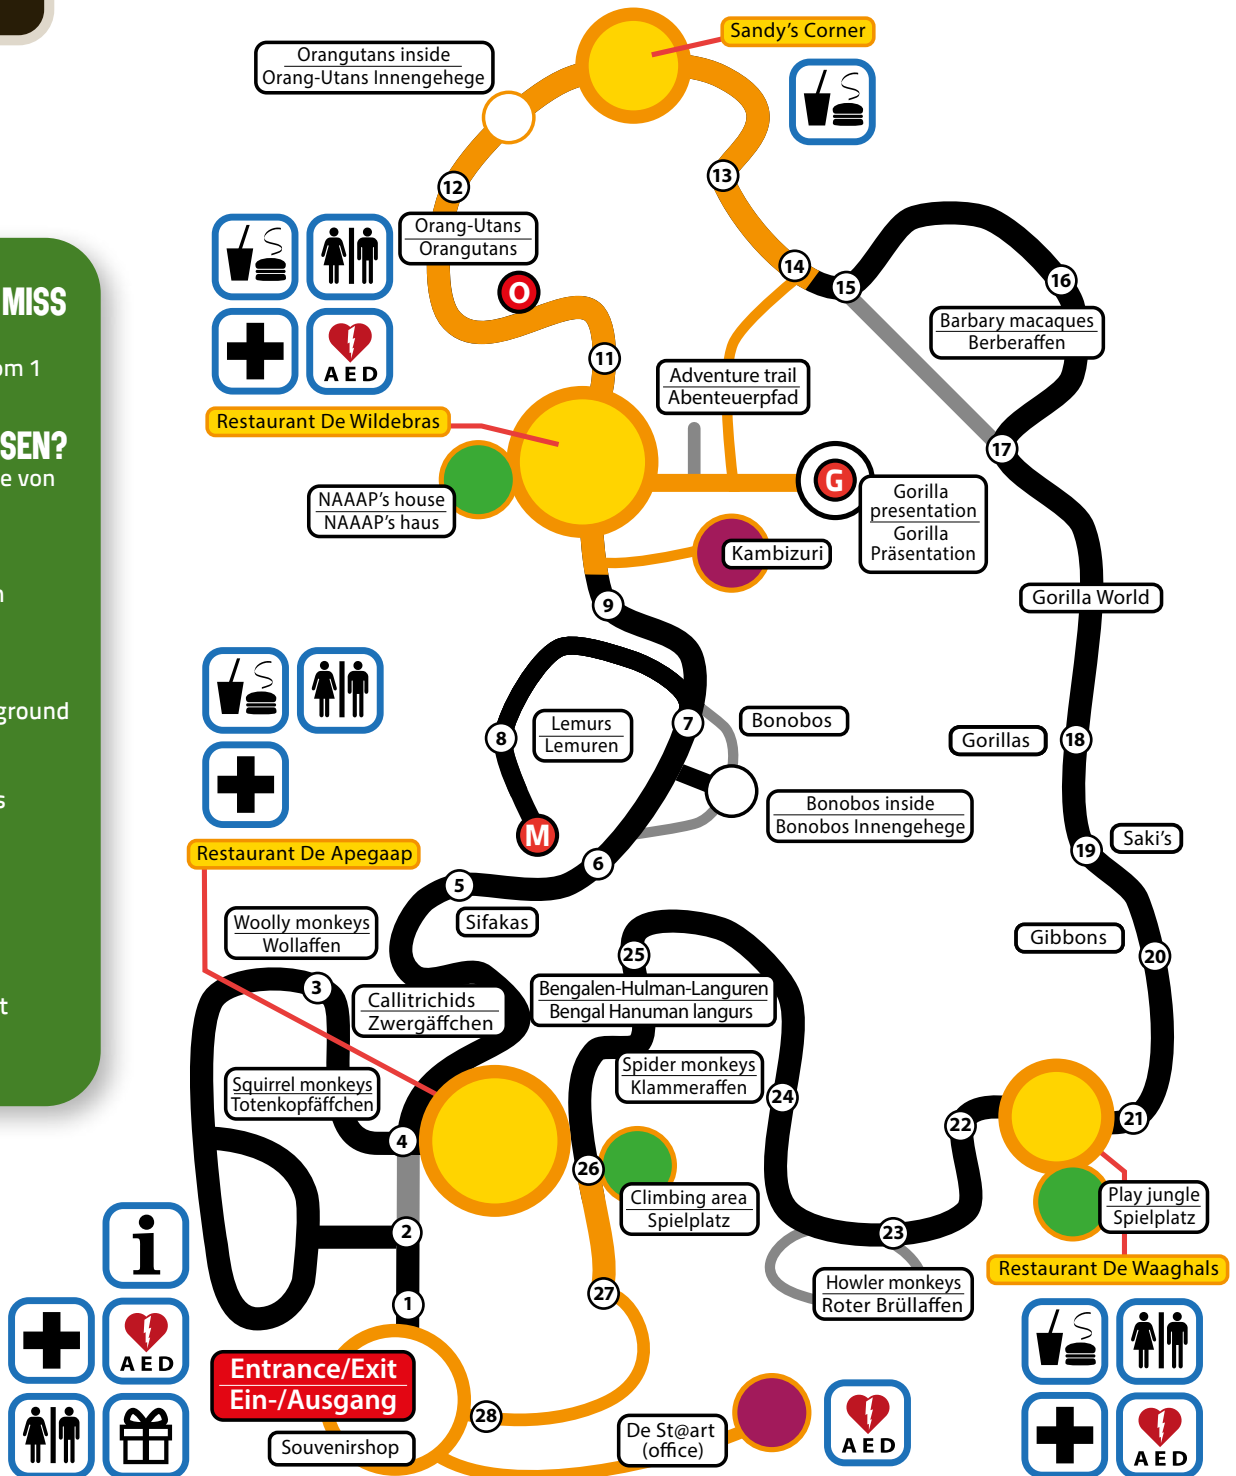 Sandy's Corner
Orangutans inside
Orang-Utans Innengehege
13
12
Orang-Utans
Orangutans
O
14
15
16
Barbary macaques
Berberaffen
MISS
om 1
SEN?
e von
n
ground
s
t
AED
11
Adventure trail
Abenteuerpfad
Restaurant De Wildebras
17
G
Gorilla
presentation
Gorilla
Präsentation
NAAAP's house
NAAAP's haus
Kambizuri
9
Gorilla World
Lemurs
Lemuren
8
7
Bonobos
Gorillas
18
Bonobos inside
Bonobos Innengehege
M
6
Restaurant De Apegaap
19
Saki's
5
Sifakas
Woolly monkeys
Wollaffen
Gibbons
20
25
3
Bengalen-Hulman-Languren
Bengal Hanuman langurs
Callitrichids
Zwergäffchen
Spider monkeys
Klammeraffen
Squirrel monkeys
Totenkopfäffchen
24
22
21
4
26
Climbing area
Spielplatz
Play jungle
Spielplatz
2
23
i
Restaurant De Waaghals
Howler monkeys
Roter Brüllaffen
27
1
AED
Entrance/Exit
Ein-/Ausgang
28
Souvenirshop
De St@art
(office)
AED
AED